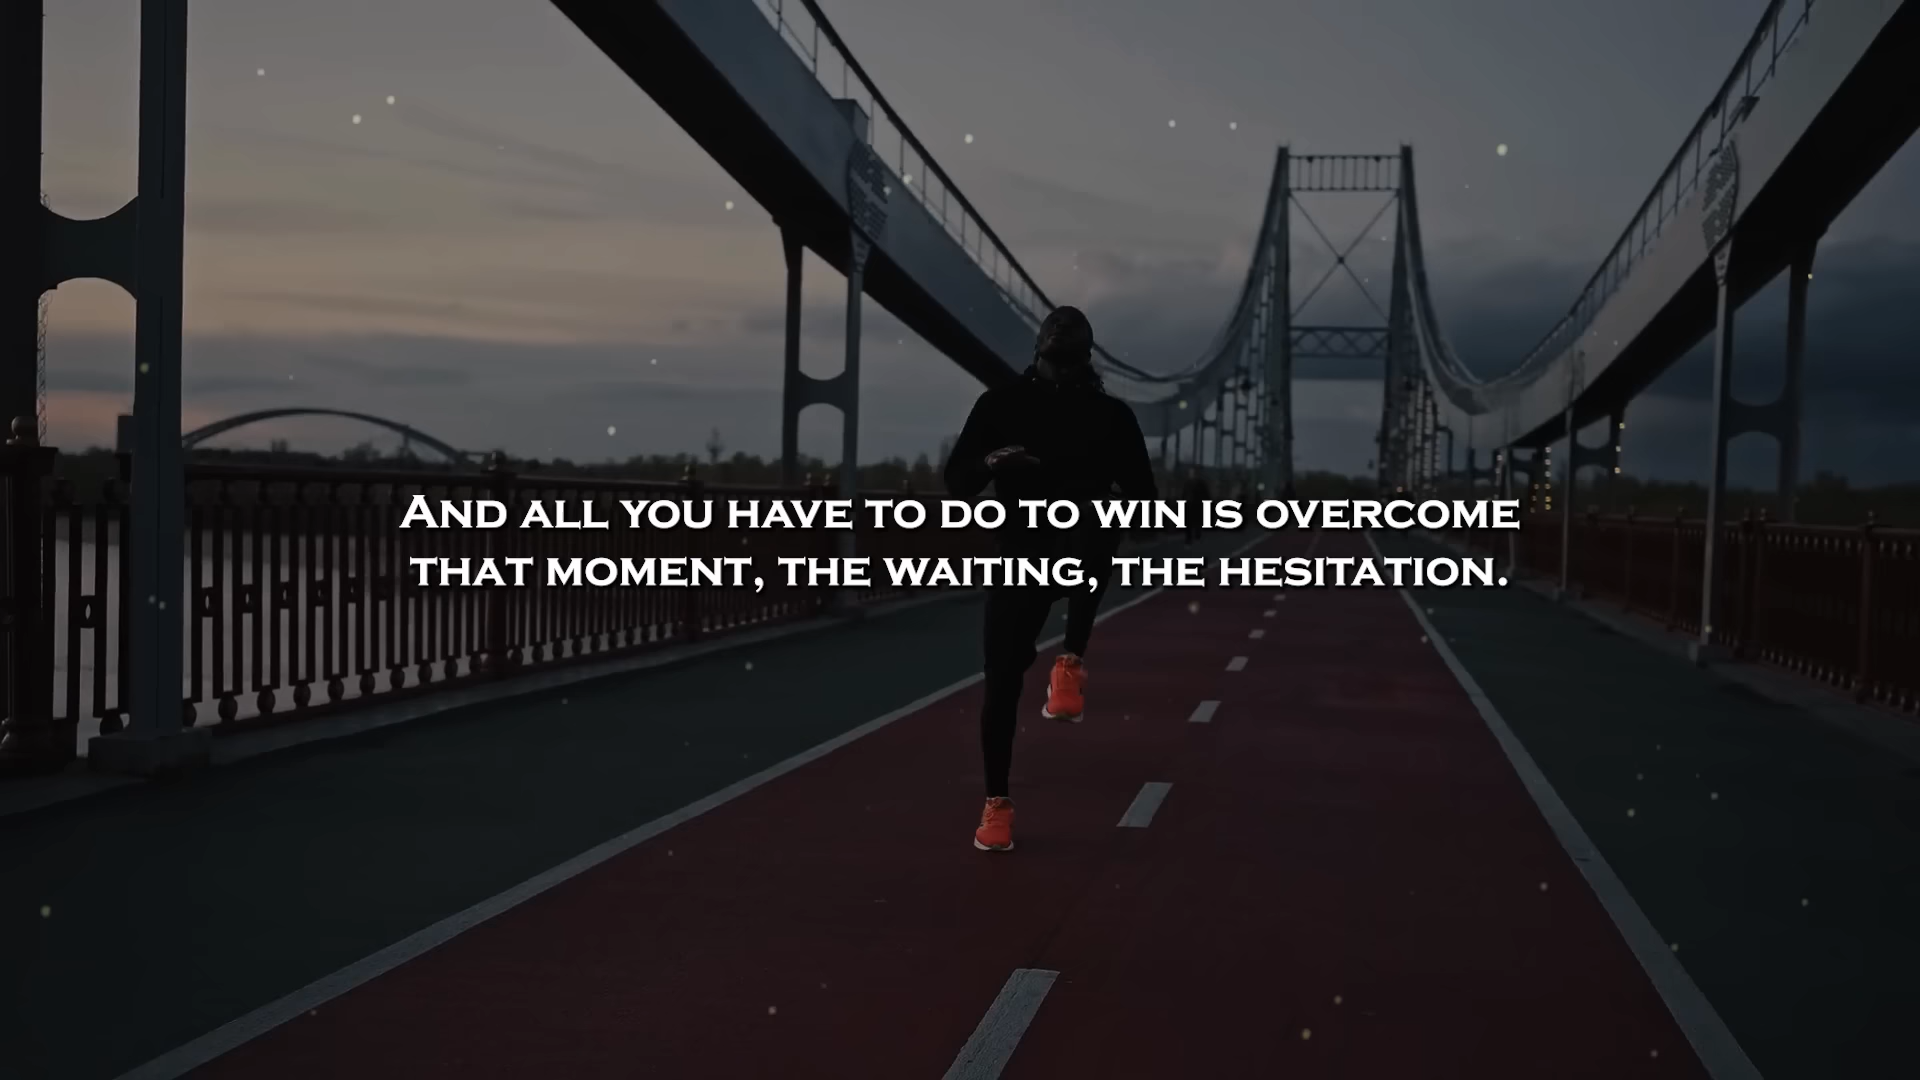 And all you have to do to win is overcome
that moment, the waiting, the hesitation.